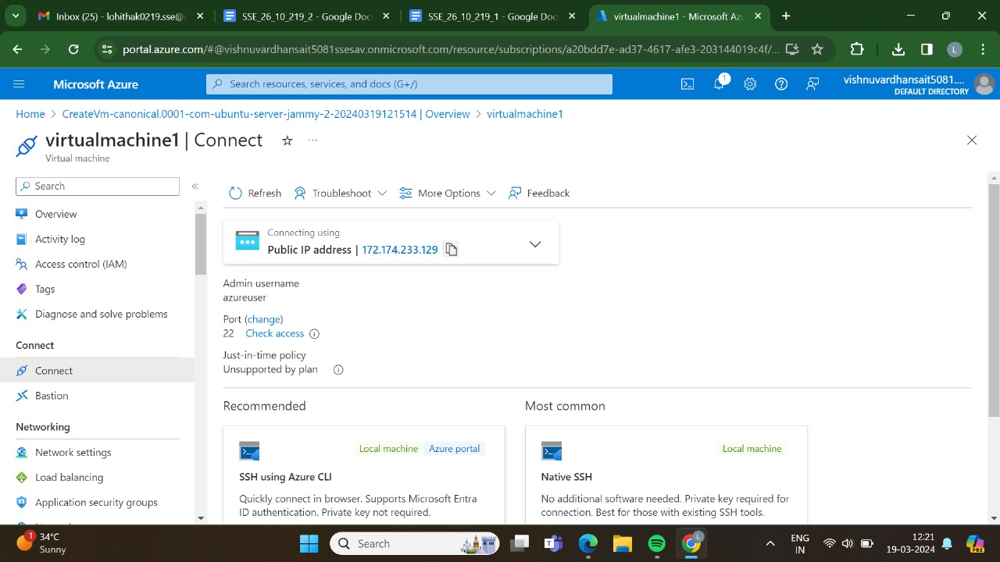 Inbox (25) - lohithak0219.sse@s
SSE_26_10_219_2 - Google Doc
SSE_26_10_219_1 - Google Doc
virtualmachine1 - Microsoft Az
portal.azure.com/#@vishnuvardhansait5081ssesav.onmicrosoft.com/resource/subscriptions/a20bdd7e-ad37-4617-afe3-203144019c4f/...
L
Microsoft Azure
Search resources, services, and docs (G+/)
1
vishnuvardhansait5081....
DEFAULT DIRECTORY
Home > CreateVm-canonical.0001-com-ubuntu-server-jammy-2-20240319121514 | Overview > virtualmachine1
virtualmachine1 | Connect
Virtual machine
Search
Refresh
Troubleshoot
More Options
Feedback
Overview
Activity log
Access control (IAM)
Tags
Diagnose and solve problems
Connect
Connect
Bastion
Networking
Network settings
Load balancing
Application security groups
Connecting using
Public IP address | 172.174.233.129
Admin username
azureuser
Port (change)
22 Check access
Just-in-time policy
Unsupported by plan
Recommended
Local machine Azure portal
SSH using Azure CLI
Quickly connect in browser. Supports Microsoft Entra
ID authentication. Private key not required.
Most common
Local machine
Native SSH
No additional software needed. Private key required for
connection. Best for those with existing SSH tools.
1
34°C
Sunny
Search
L
ENG
IN
12:21
19-03-2024
PRE